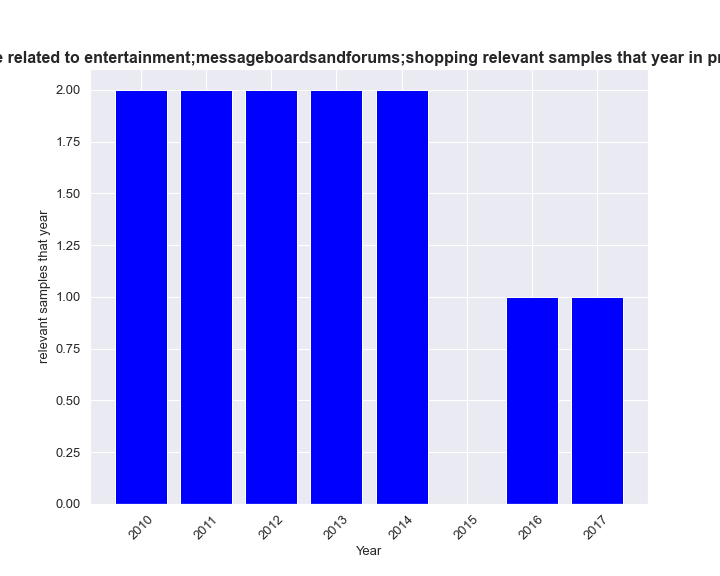 e related to entertainment;messageboardsandforums;shopping relevant samples that year in pr
2.00
1.75
1.50
1.25
1.00
0.75
0.50
0.25
0.00
relevant samples that year
2010 2011 2012 2013 2014 2015 2016 2017
Year